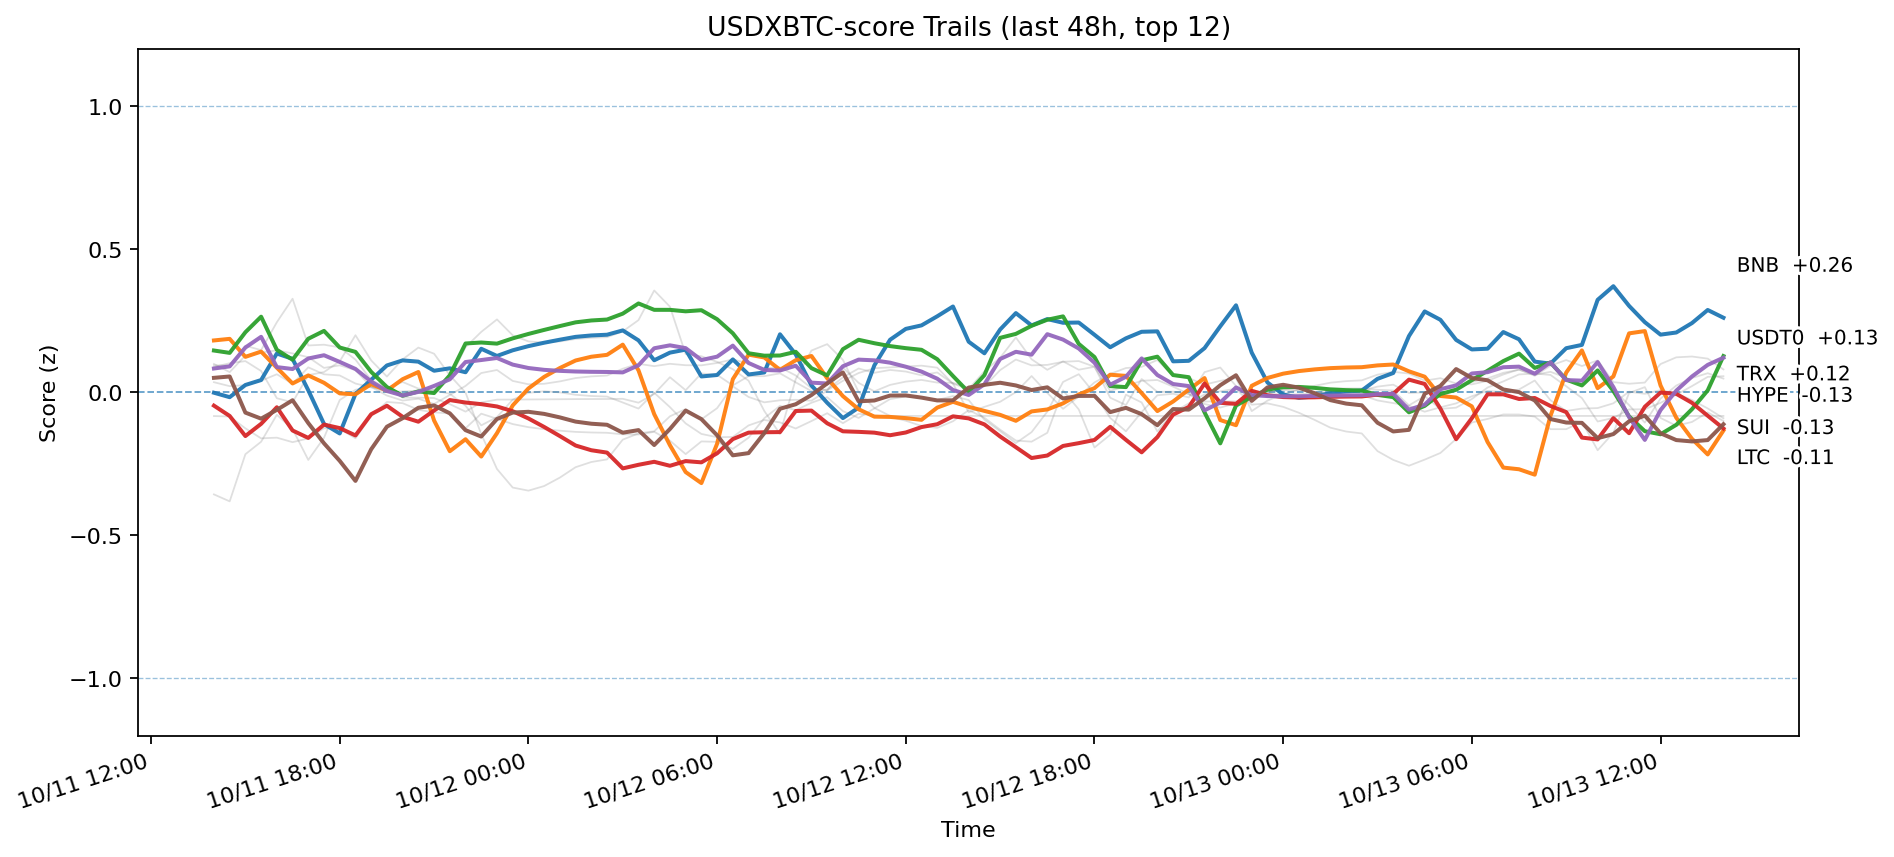 USDXBTC-score Trails (last 48h, top 12)
Score (z)
1.0
0.5
0.0
−0.5
−1.0
BNB +0.26
USDT0 +0.13
TRX +0.12
HYPE -0.13
SUI -0.13
LTC -0.11
10/11 12:00
10/11 18:00
10/12 00:00
10/12 06:00
10/12 12:00
10/12 18:00
10/13 00:00
10/13 06:00
10/13 12:00
Time